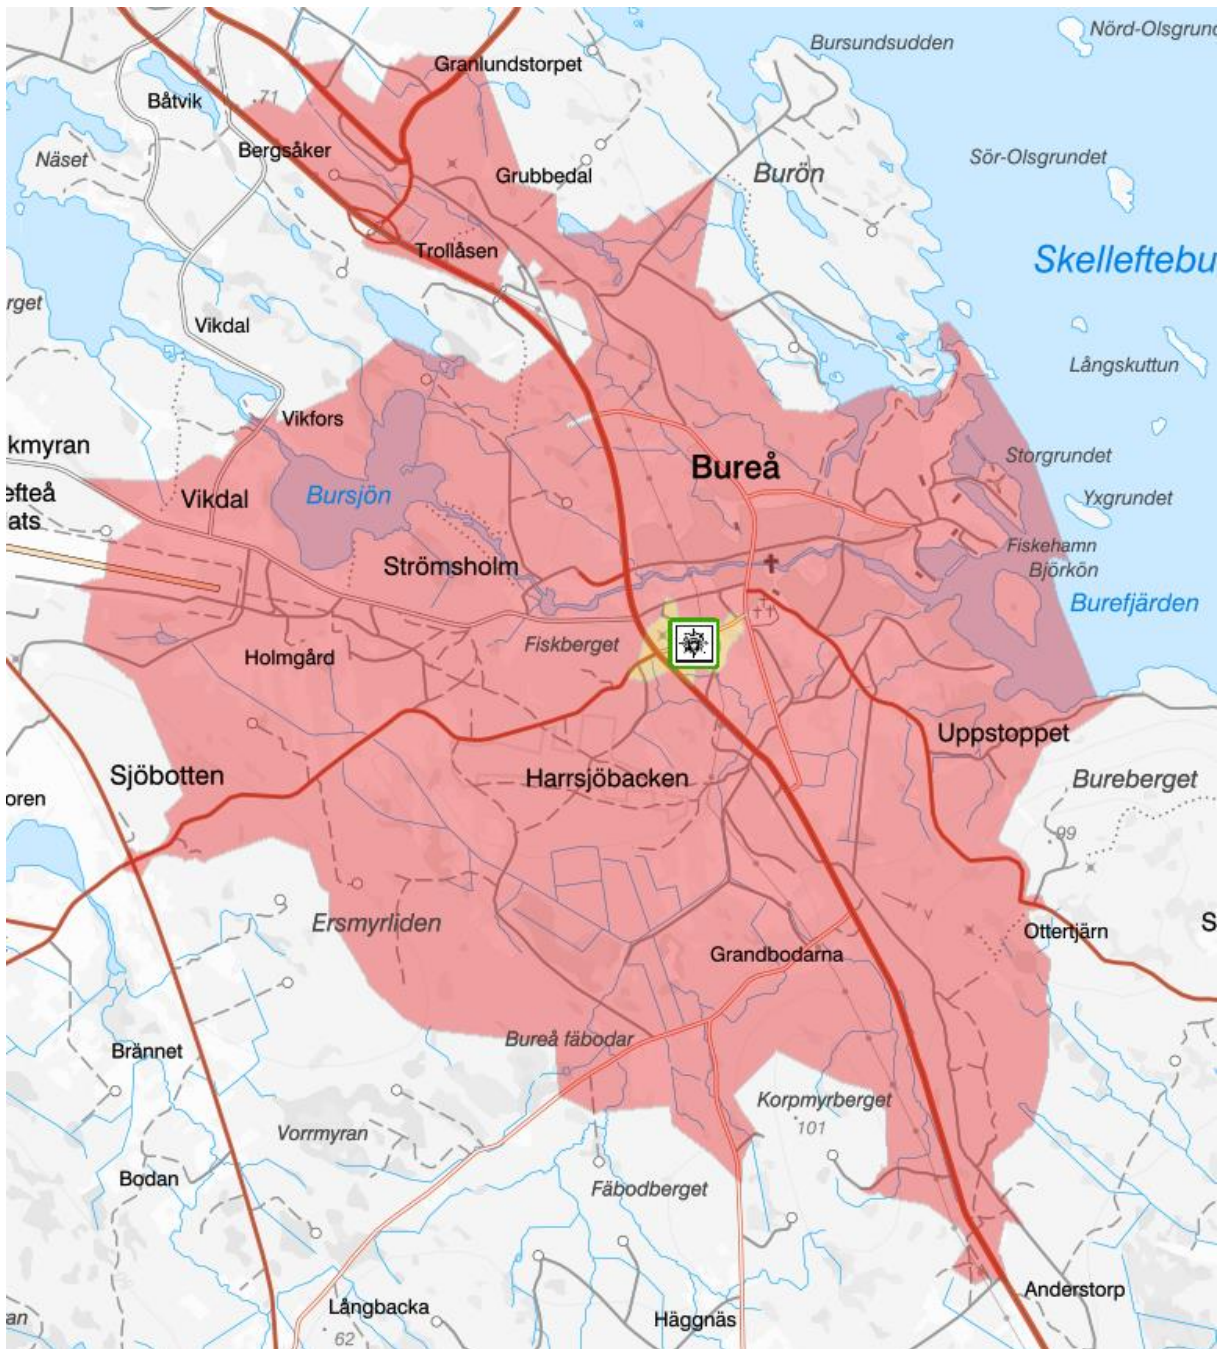 Bursundsudden
Nörd-Olsgrund
Granlundstorpet
Båtvik
71
Bergsåker
Näset
Grubbedal
Burön
Sör-Olsgrundet
Trollåsen
Skelleftebu
rget
Vikdal
Långskuttun
Vikfors
kmyran
Bureå
Storgrundet
efteå
ats
Vikdal
Bursjön
Yxgrundet
Strömsholm
Fiskehamn
Björkön
Burefjärden
Fiskberget
Holmgård
Uppstoppet
Sjöbotten
Harrsjöbacken
Bureberget
oren
99
Ersmyrliden
Ottertjärn
S
Grandbodarna
Bureå fäbodar
Brännet
Korpmyrberget
101
Vorrmyran
Bodan
Fäbodberget
Anderstorp
Långbacka
an
62
Häggnäs